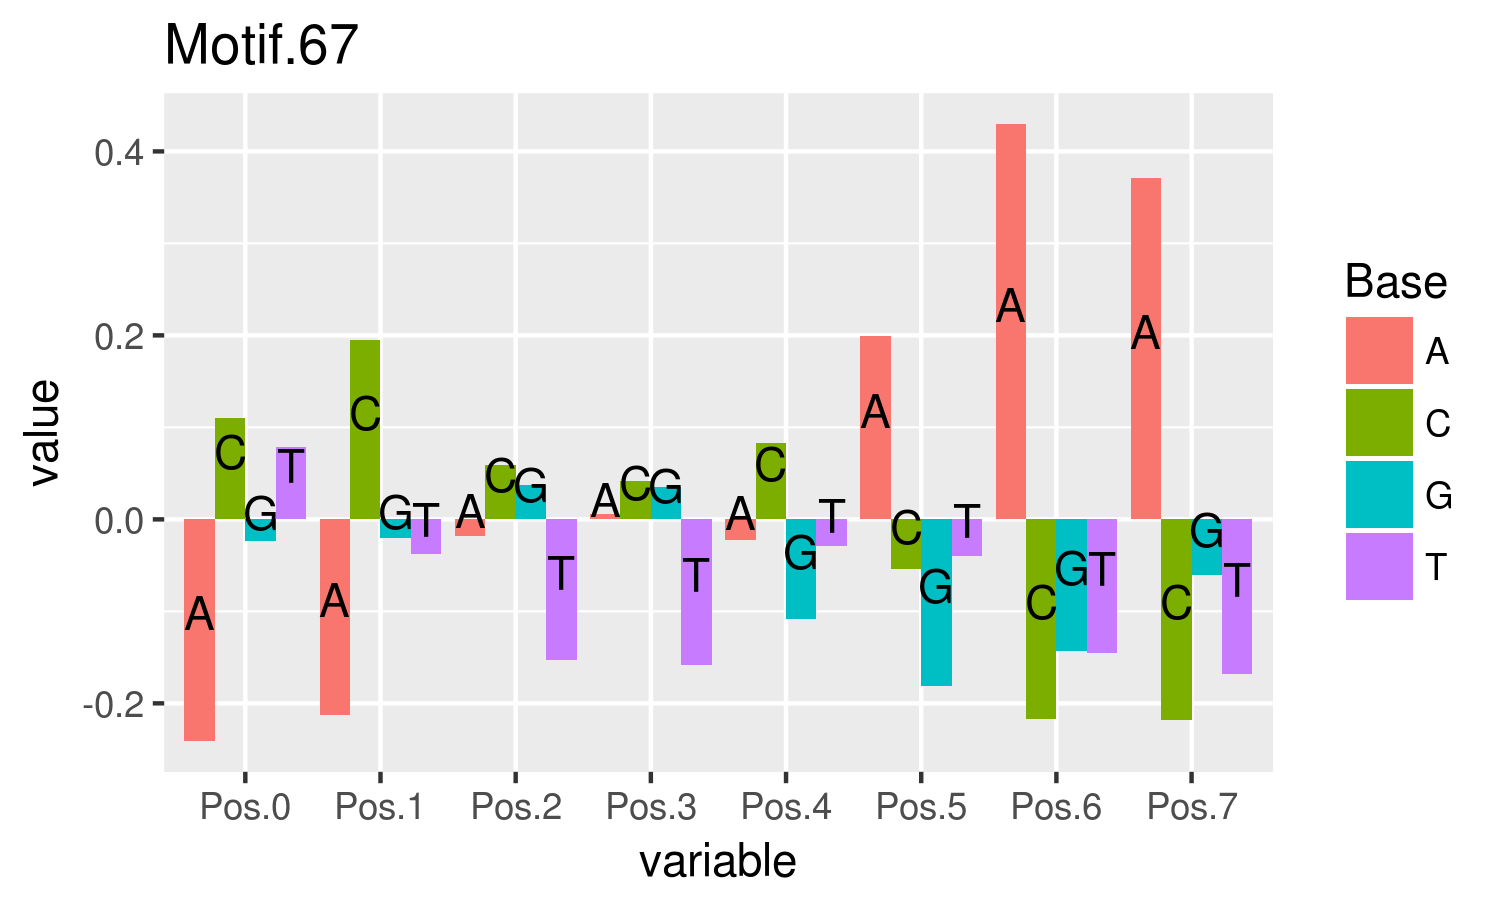 Motif.67
value
0.4
0.2
0.0
-0.2
A C G T A C G T A C G T A C G T A C G T A C G T A C G T A C G T
Pos.0 Pos.1 Pos.2 Pos.3 Pos.4 Pos.5 Pos.6 Pos.7
variable
Base
A
C
G
T